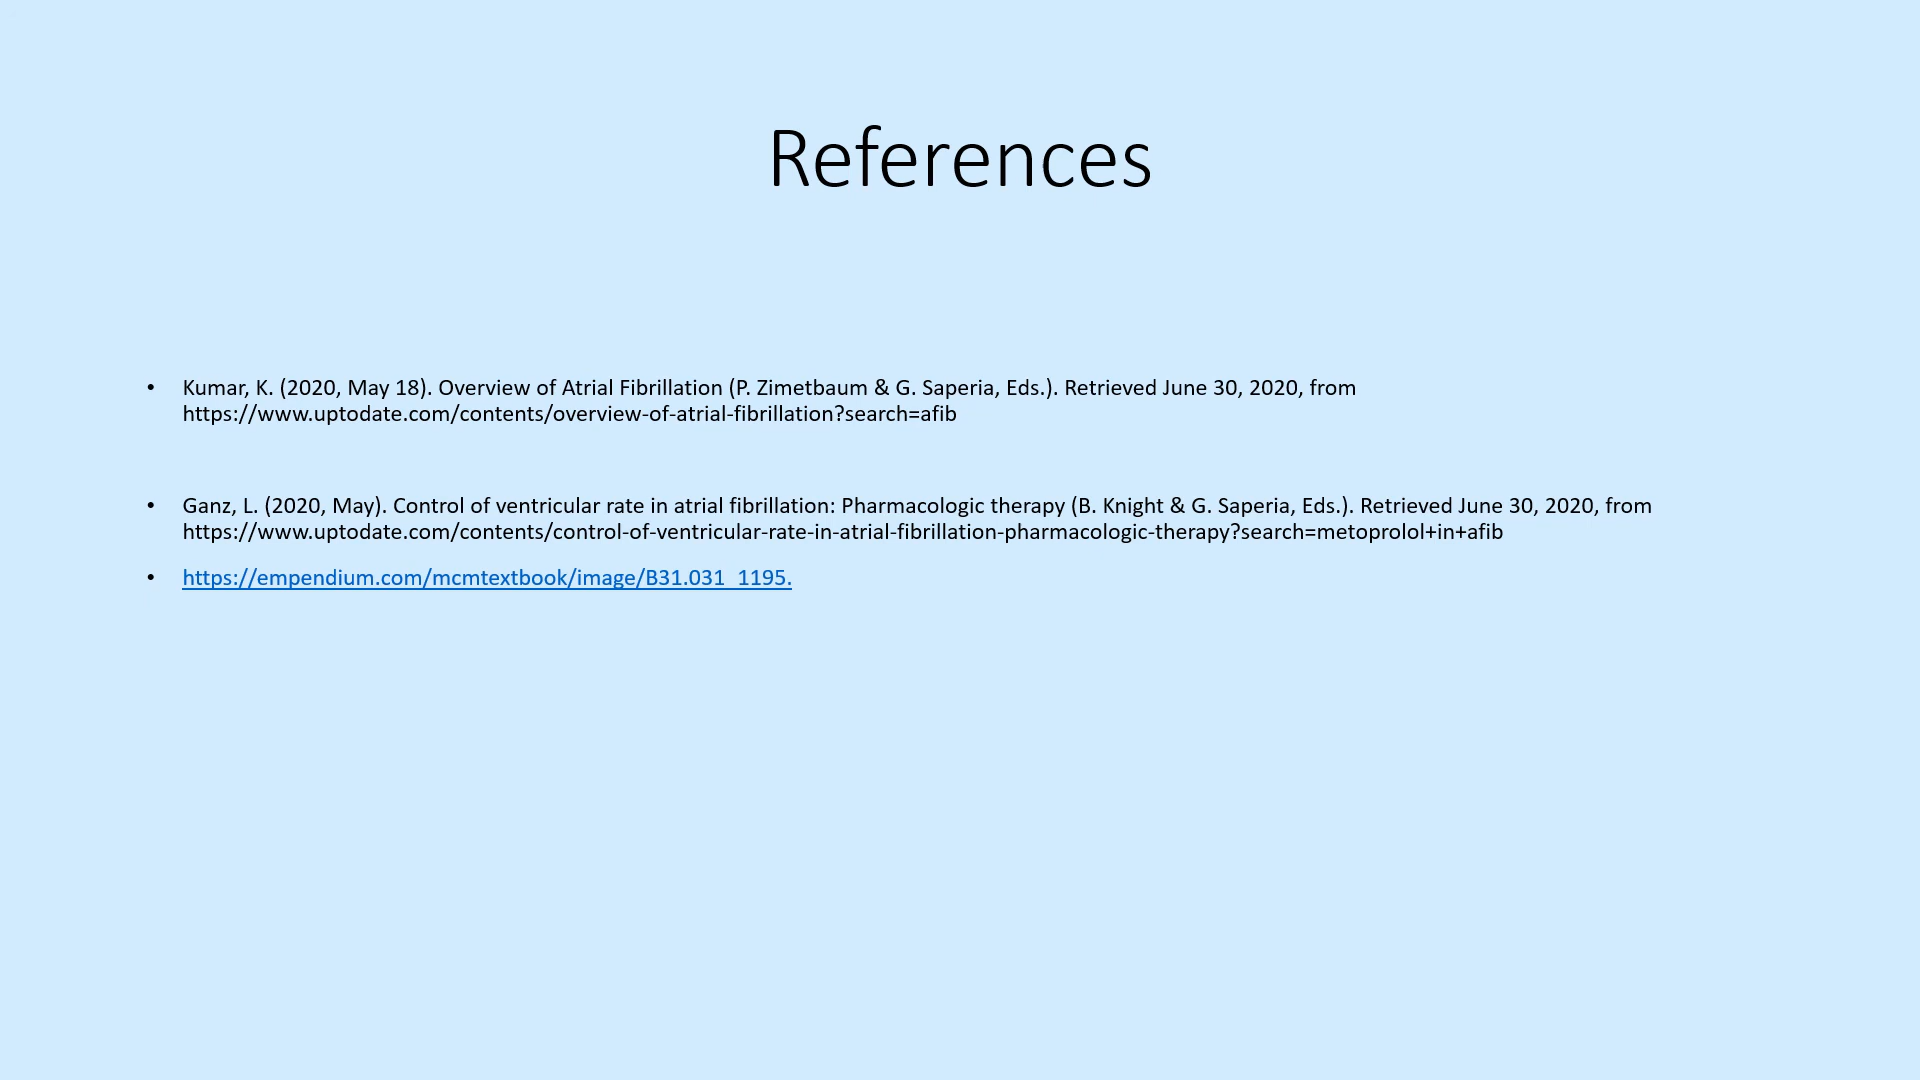 References
• Kumar, K. (2020, May 18). Overview of Atrial Fibrillation (P. Zimetbaum & G. Saperia, Eds.). Retrieved June 30, 2020, from
https://www.uptodate.com/contents/overview-of-atrial-fibrillation?search=afib
• Ganz, L. (2020, May). Control of ventricular rate in atrial fibrillation: Pharmacologic therapy (B. Knight & G. Saperia, Eds.). Retrieved June 30, 2020, from
https://www.uptodate.com/contents/control-of-ventricular-rate-in-atrial-fibrillation-pharmacologic-therapy?search=metoprolol+in+afib
• https://empendium.com/mcmtextbook/image/B31.031_1195.